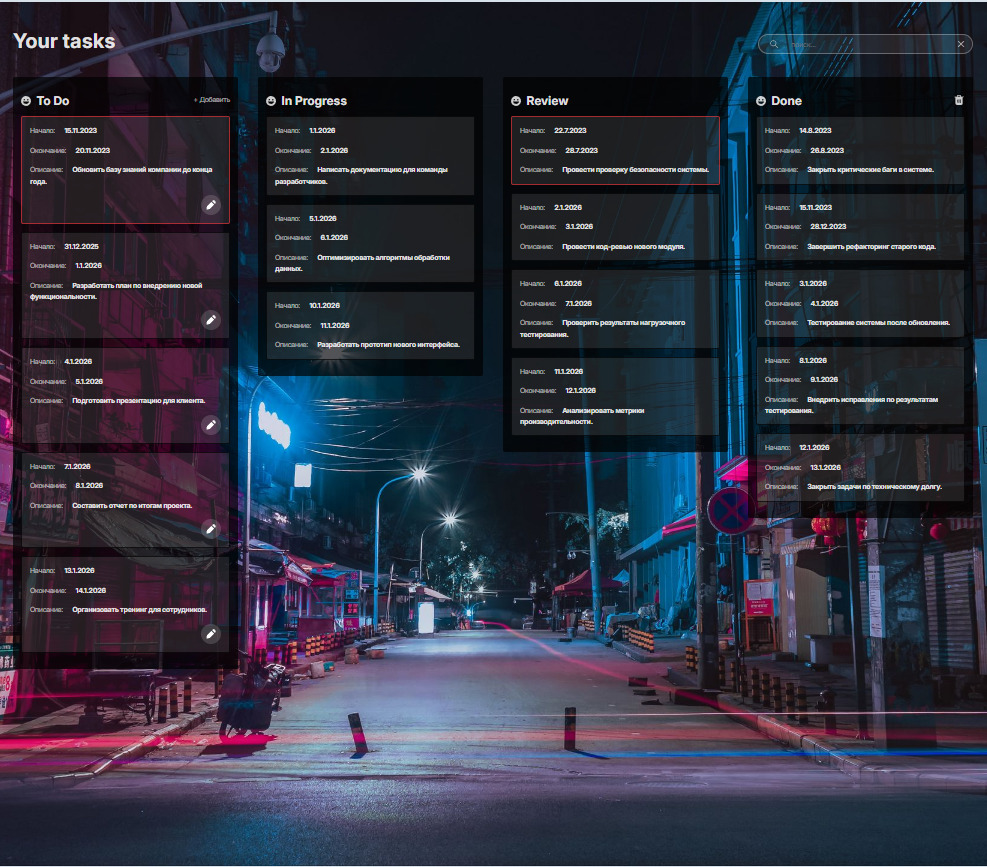 Your tasks
To Do
+ Добавить
Начало: 15.11.2023
Окончание: 20.11.2023
Описание: Обновить базу знаний компании до конца
года.
Начало: 31.12.2025
Окончание: 1.1.2026
Описание: Разработать план по внедрению новой
функциональности.
Начало: 4.1.2026
Окончание: 5.1.2026
Описание: Подготовить презентацию для клиента.
Начало: 7.1.2026
Окончание: 8.1.2026
Описание: Составить отчет по итогам проекта.
Начало: 13.1.2026
Окончание: 14.1.2026
Описание: Организовать тренинг для сотрудников.
In Progress
Начало: 1.1.2026
Окончание: 2.1.2026
Описание: Написать документацию для команды
разработчиков.
Начало: 5.1.2026
Окончание: 6.1.2026
Описание: Оптимизировать алгоритмы обработки
данных.
Начало: 10.1.2026
Окончание: 11.1.2026
Описание: Разработать прототип нового интерфейса.
Review
Начало: 22.7.2023
Окончание: 28.7.2023
Описание: Провести проверку безопасности системы.
Начало: 2.1.2026
Окончание: 3.1.2026
Описание: Провести код-ревью нового модуля.
Начало: 6.1.2026
Окончание: 7.1.2026
Описание: Проверить результаты нагрузочного
тестирования.
Начало: 11.1.2026
Окончание: 12.1.2026
Описание: Анализировать метрики
производительности.
Done
Начало: 14.8.2023
Окончание: 26.8.2023
Описание: Закрыть критические баги в системе.
Начало: 15.11.2023
Окончание: 28.12.2023
Описание: Завершить рефакторинг старого кода.
Начало: 3.1.2026
Окончание: 4.1.2026
Описание: Тестирование системы после обновления.
Начало: 8.1.2026
Окончание: 9.1.2026
Описание: Внедрить исправления по результатам
тестирования.
Начало: 12.1.2026
Окончание: 13.1.2026
Описание: Закрыть задачи по техническому долгу.